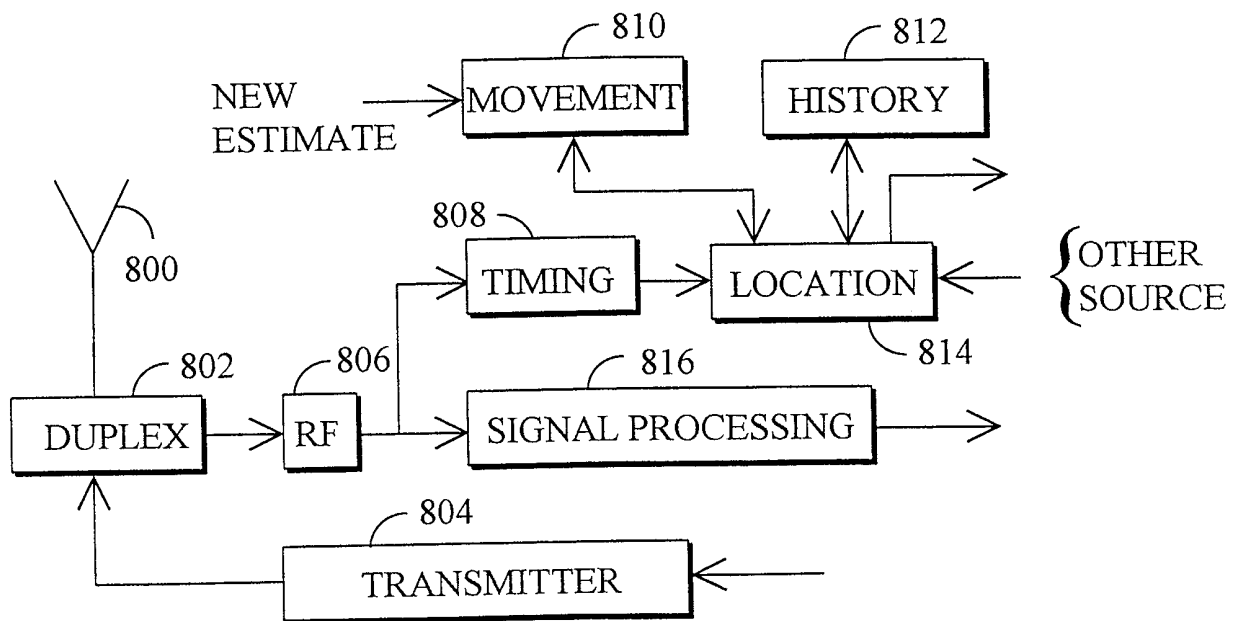 810
812
NEW
ESTIMATE
MOVEMENT
HISTORY
808
800
TIMING
LOCATION
{OTHER
SOURCE
814
802
806
816
DUPLEX
RF
SIGNAL PROCESSING
804
TRANSMITTER